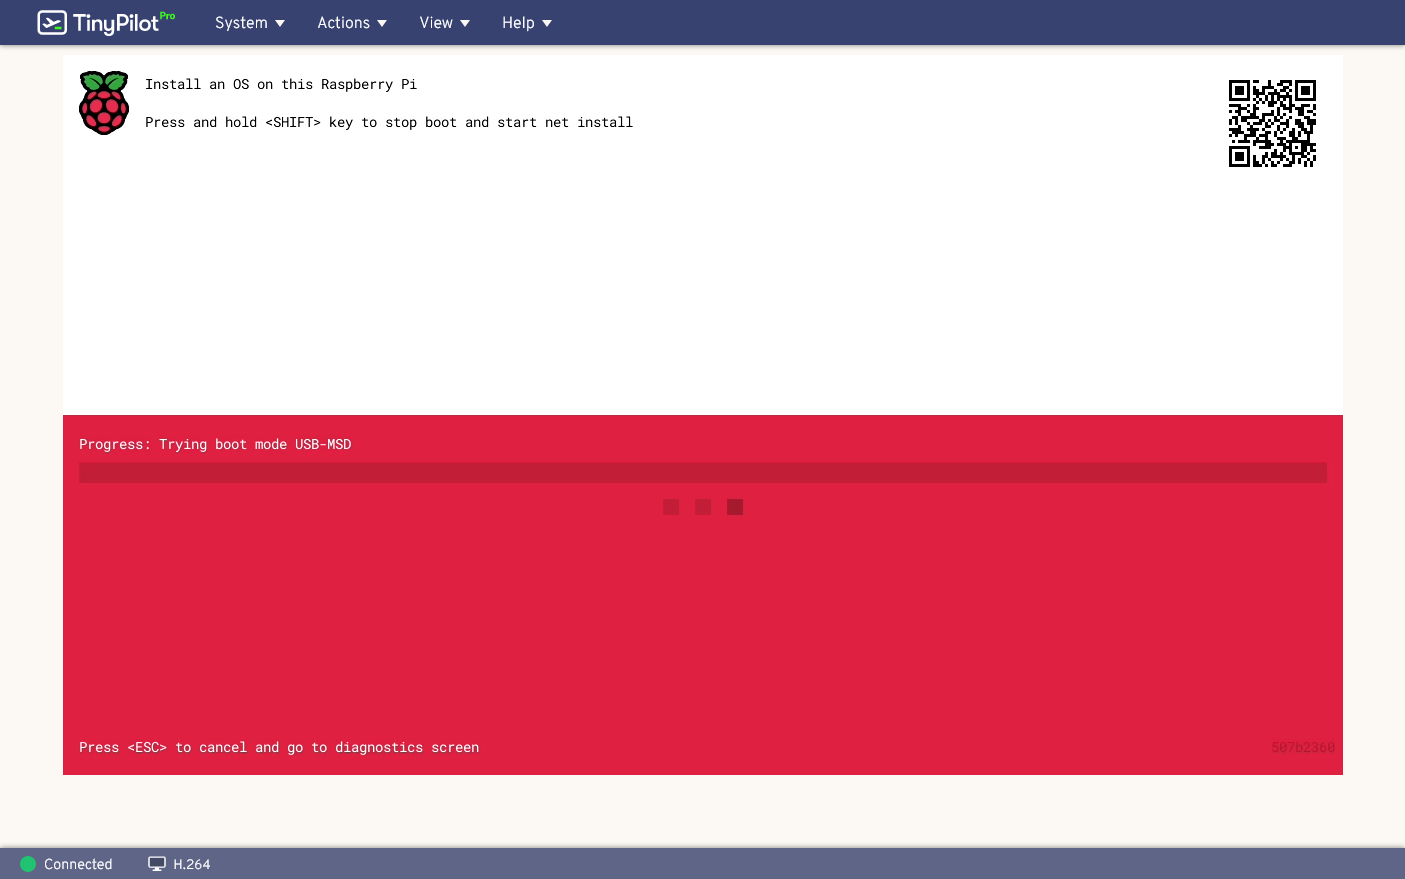 TinyPilot Pro
System
Actions
View
Help
Install an OS on this Raspberry Pi
Press and hold <SHIFT> key to stop boot and start net install
Progress: Trying boot mode USB-MSD
Press <ESC> to cancel and go to diagnostics screen
507b2360
Connected
H.264